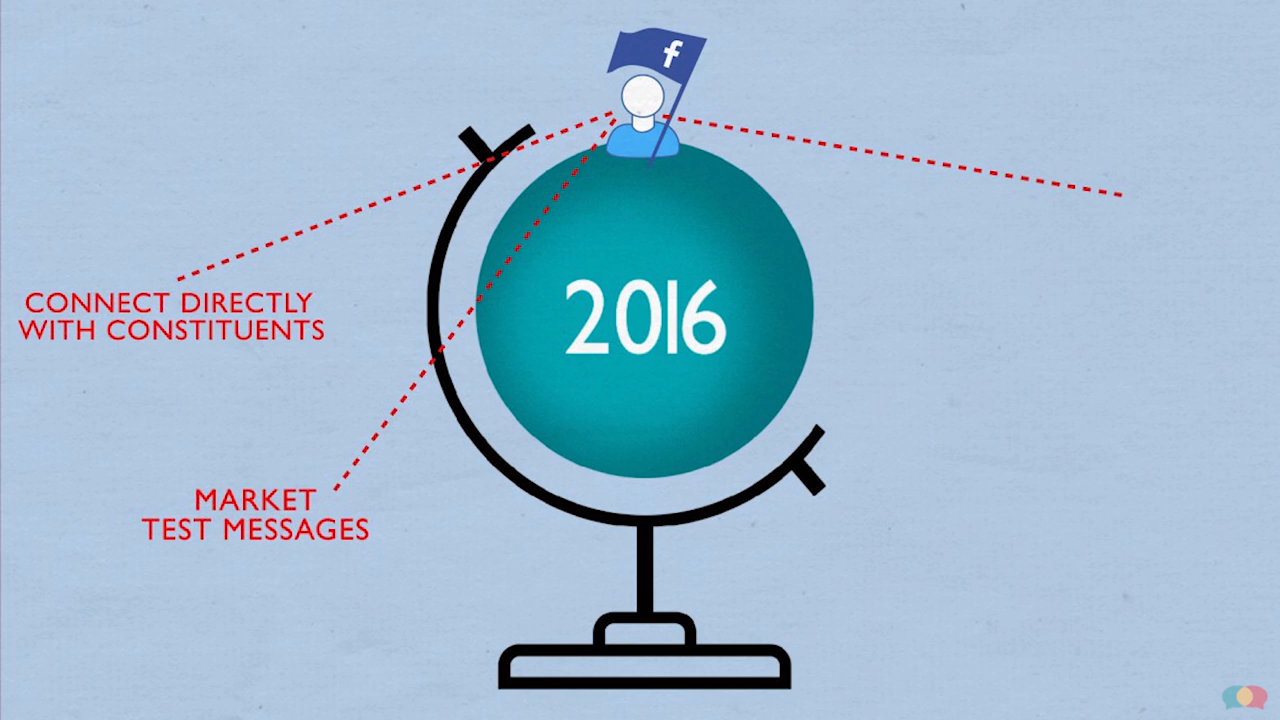 f
2016
CONNECT DIRECTLY
WITH CONSTITUENTS
MARKET
TEST MESSAGES